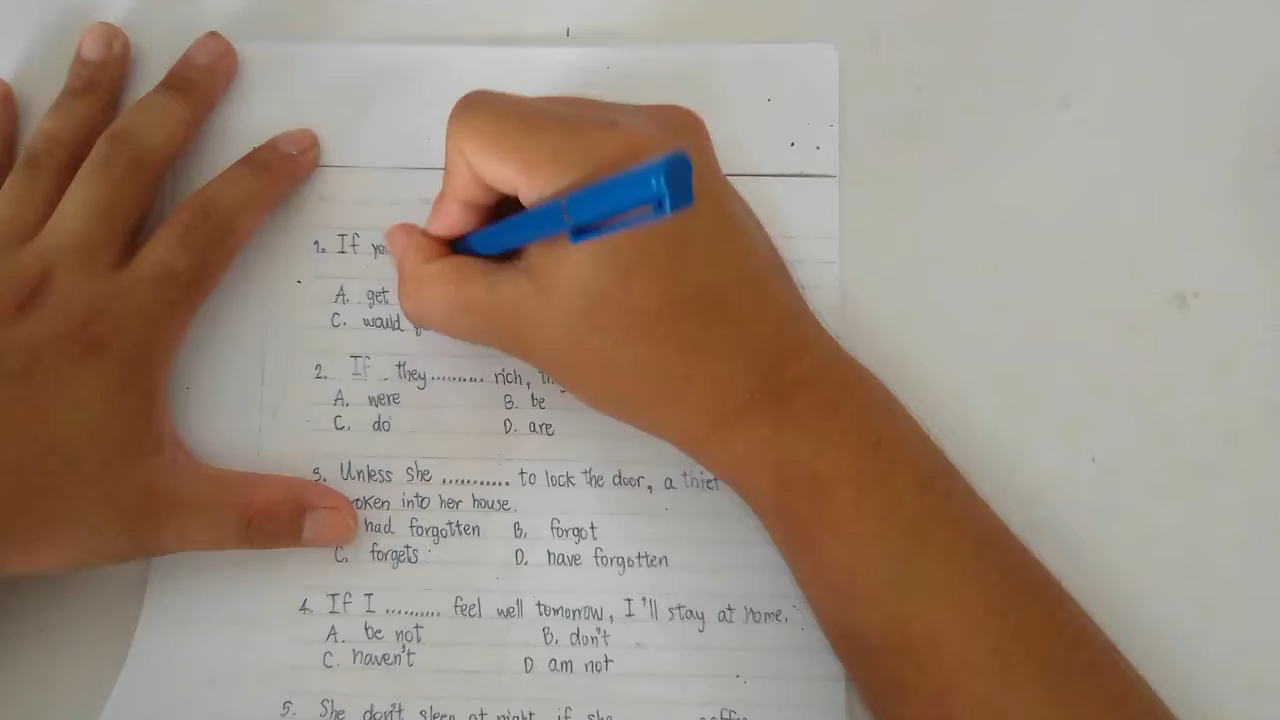 1. If
A. get
C. would
2. If they.......... rich,
A. were B. be
C. do D. are
3. Unless she ............ to lock the door, a thief
into her house.
had forgotten B. forgot
C. forgets D. have forgotten
4. If I .......... feel well tomorrow, I'll stay at home.
A. be not B. don't
C. haven't D am not
5. She don't sleep at night if she